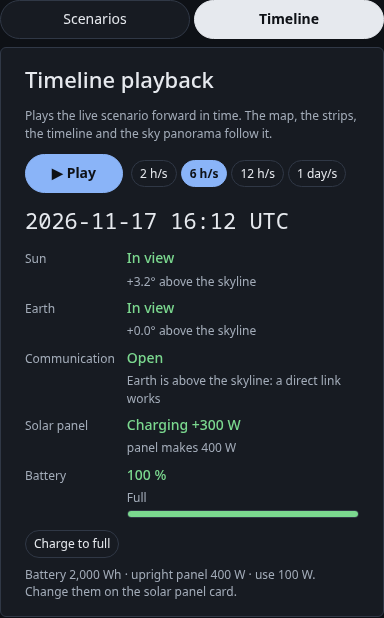 Scenarios
Timeline
Timeline playback
Plays the live scenario forward in time. The map, the strips,
the timeline and the sky panorama follow it.
▶ Play
2 h/s
6 h/s
12 h/s
1 day/s
2026-11-17 16:12 UTC
Sun
In view
+3.2° above the skyline
Earth
In view
+0.0° above the skyline
Communication
Open
Earth is above the skyline: a direct link
works
Solar panel
Charging +300 W
panel makes 400 W
Battery
100 %
Full
Charge to full
Battery 2,000 Wh · upright panel 400 W · use 100 W.
Change them on the solar panel card.